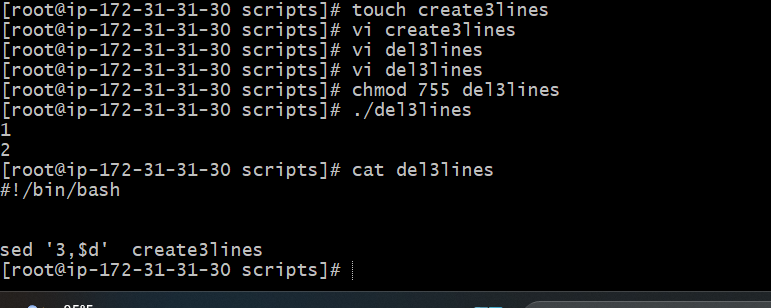 [root@ip-172-31-31-30 scripts]# touch create3lines
[root@ip-172-31-31-30 scripts]# vi create3lines
[root@ip-172-31-31-30 scripts]# vi del3lines
[root@ip-172-31-31-30 scripts]# vi del3lines
[root@ip-172-31-31-30 scripts]# chmod 755 del3lines
[root@ip-172-31-31-30 scripts]# ./del3lines
1
2
[root@ip-172-31-31-30 scripts]# cat del3lines
#!/bin/bash
sed '3,$d'  create3lines
[root@ip-172-31-31-30 scripts]#